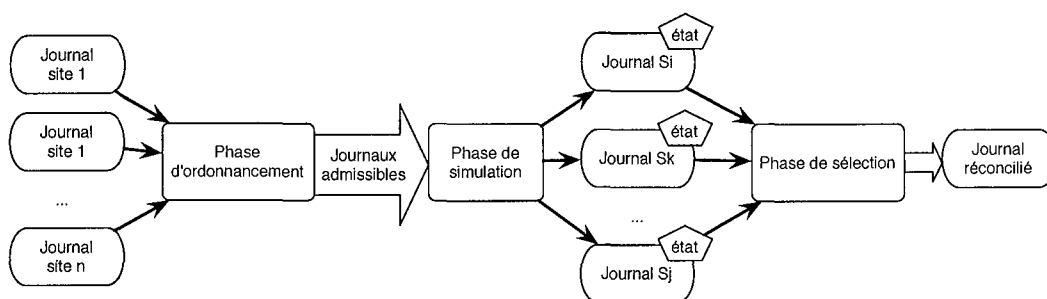 Journal
site 1
Journal
site 1
...
Journal
site n
Phase
d'ordonnancement
Journaux
admissibles
Phase de
simulation
état
Journal Si
état
Journal Sk
...
état
Journal Sj
Phase de sélection
Journal
réconcilié